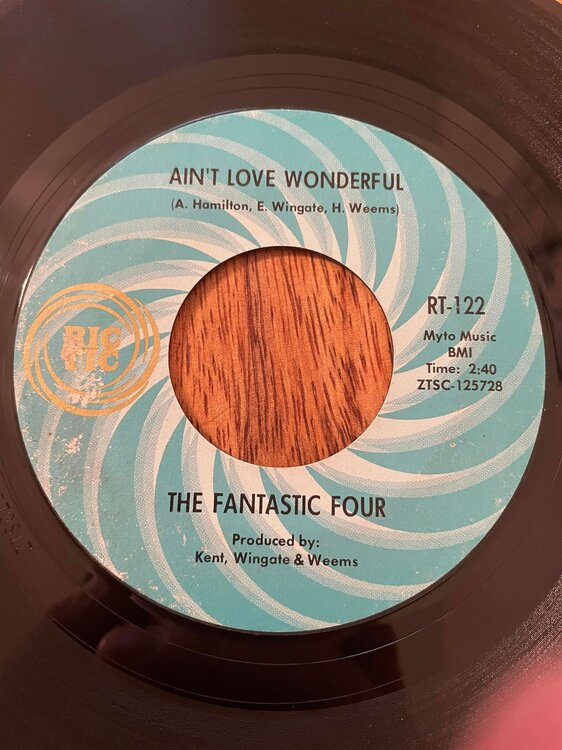 AIN'T LOVE WONDERFUL
(A. Hamilton, E. Wingate, H. Weems)
RIC
TIC
RT-122
Myto Music
BMI
Time: 2:40
ZTSC-125728
THE FANTASTIC FOUR
Produced by:
Kent, Wingate & Weems